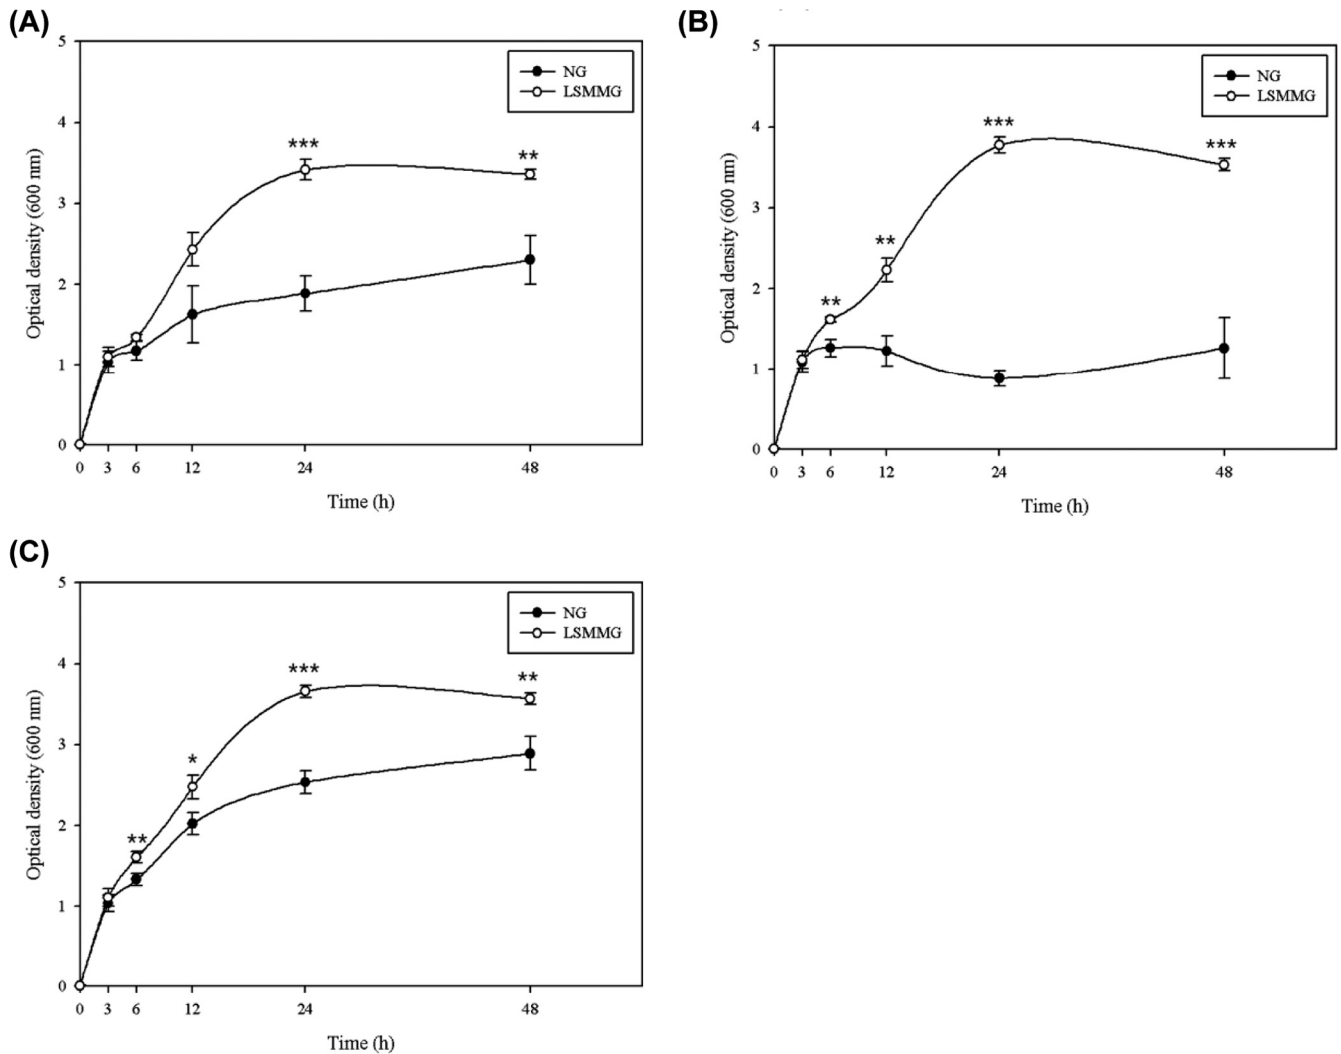 (A)
5
4
3
2
1
0
Optical density (600 nm)
NG
LSMMG
***
**
0 3 6 12 24 48
Time (h)
(B)
5
4
3
2
1
0
Optical density (600 nm)
NG
LSMMG
**
**
***
***
0 3 6 12 24 48
Time (h)
(C)
5
4
3
2
1
0
Optical density (600 nm)
NG
LSMMG
**
*
***
**
0 3 6 12 24 48
Time (h)